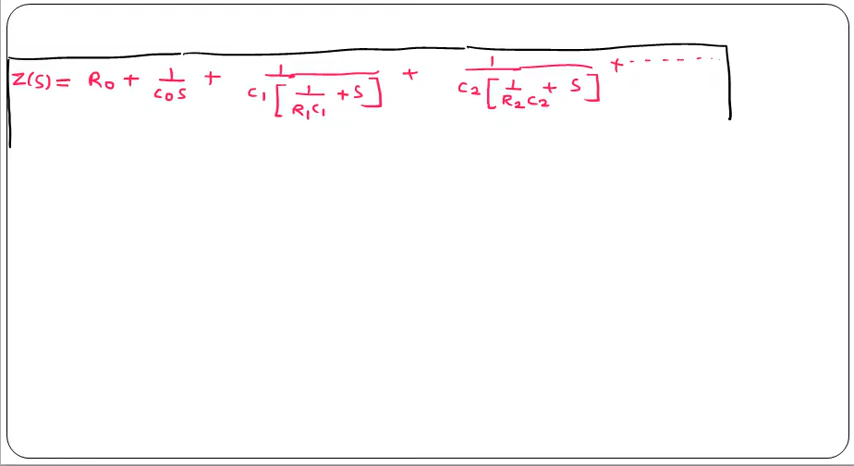 Z(S) = R₀ + 1/C₀S + 1/C₁[1/R₁C₁ + S] + 1/C₂[1/R₂C₂ + S] + -------